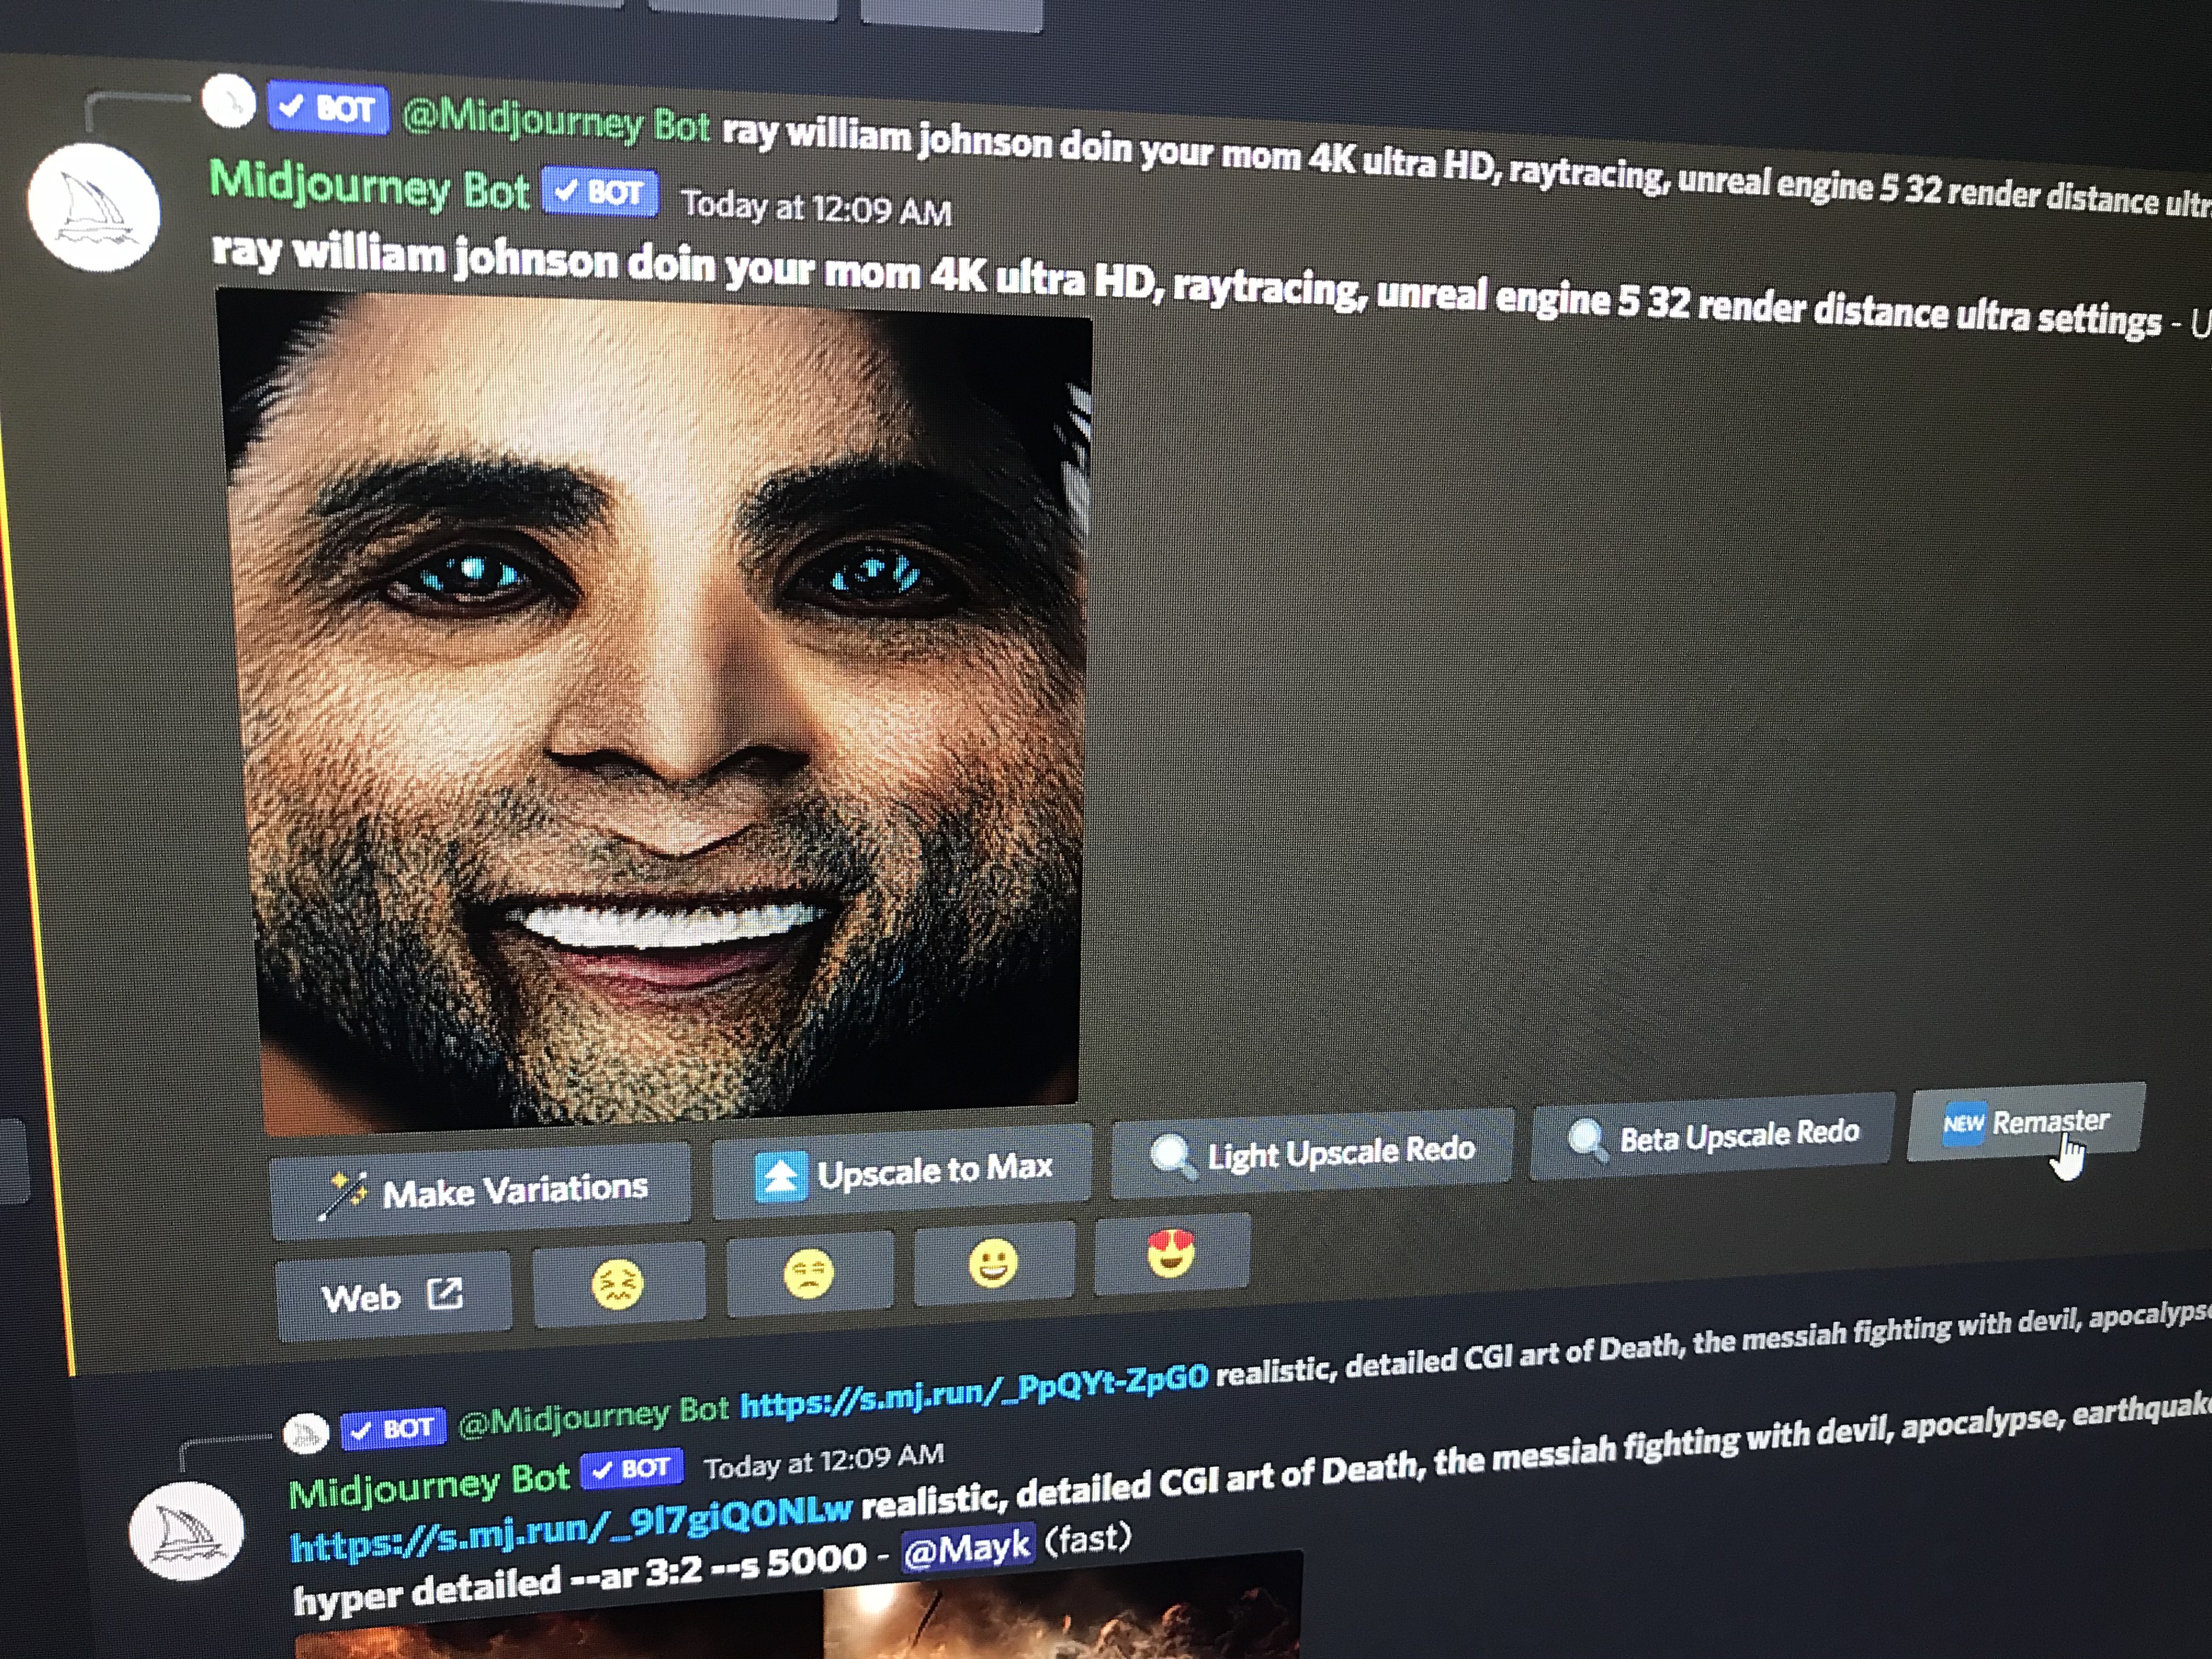 ✓ BOT @Midjourney Bot ray william johnson doin your mom 4K ultra HD, raytracing, unreal engine 5 32 render distance ultr
Midjourney Bot ✓ BOT Today at 12:09 AM
ray william johnson doin your mom 4K ultra HD, raytracing, unreal engine 5 32 render distance ultra settings - U
Make Variations Upscale to Max Light Upscale Redo Beta Upscale Redo NEW Remaster
Web
✓ BOT @Midjourney Bot https://s.mj.run/_PpQYt-ZpG0 realistic, detailed CGI art of Death, the messiah fighting with devil, apocalypse
Midjourney Bot ✓ BOT Today at 12:09 AM
https://s.mj.run/_9l7giQ0NLw realistic, detailed CGI art of Death, the messiah fighting with devil, apocalypse, earthquake
hyper detailed --ar 3:2 --s 5000 - @Mayk (fast)